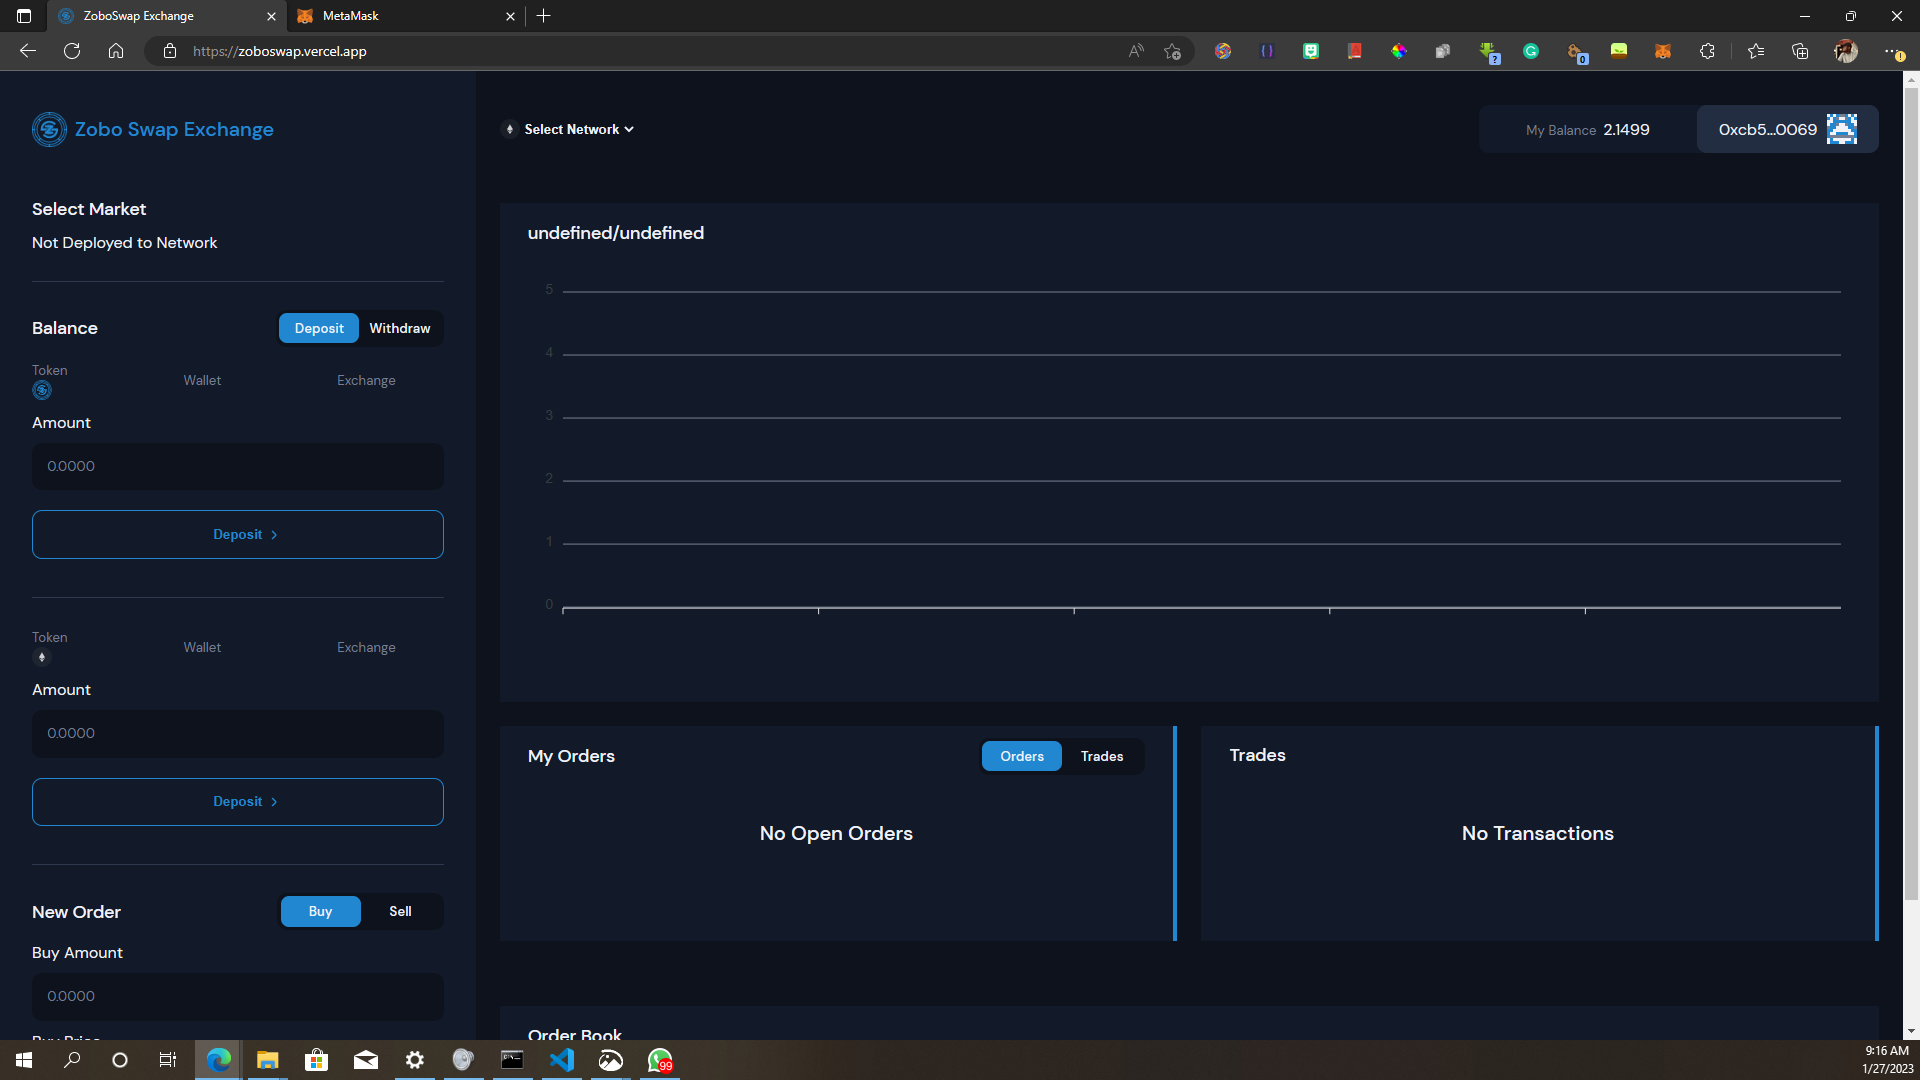 ZoboSwap Exchange
MetaMask
https://zoboswap.vercel.app
Zobo Swap Exchange
Select Network
My Balance 2.1499
0xcb5...0069
Select Market
Not Deployed to Network
undefined/undefined
5
4
3
2
1
0
Balance
Deposit
Withdraw
Token
Wallet
Exchange
Amount
0.0000
Deposit
Token
Wallet
Exchange
Amount
0.0000
Deposit
My Orders
Orders
Trades
No Open Orders
Trades
No Transactions
New Order
Buy
Sell
Buy Amount
0.0000
Buy Price
Order Book
99
9:16 AM
1/27/2023